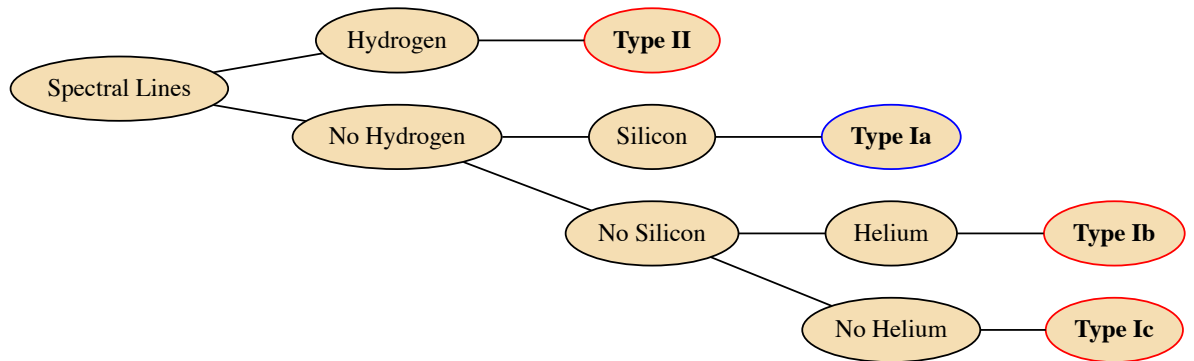 Hydrogen
Type II
Spectral Lines
No Hydrogen
Silicon
Type Ia
No Silicon
Helium
Type Ib
No Helium
Type Ic